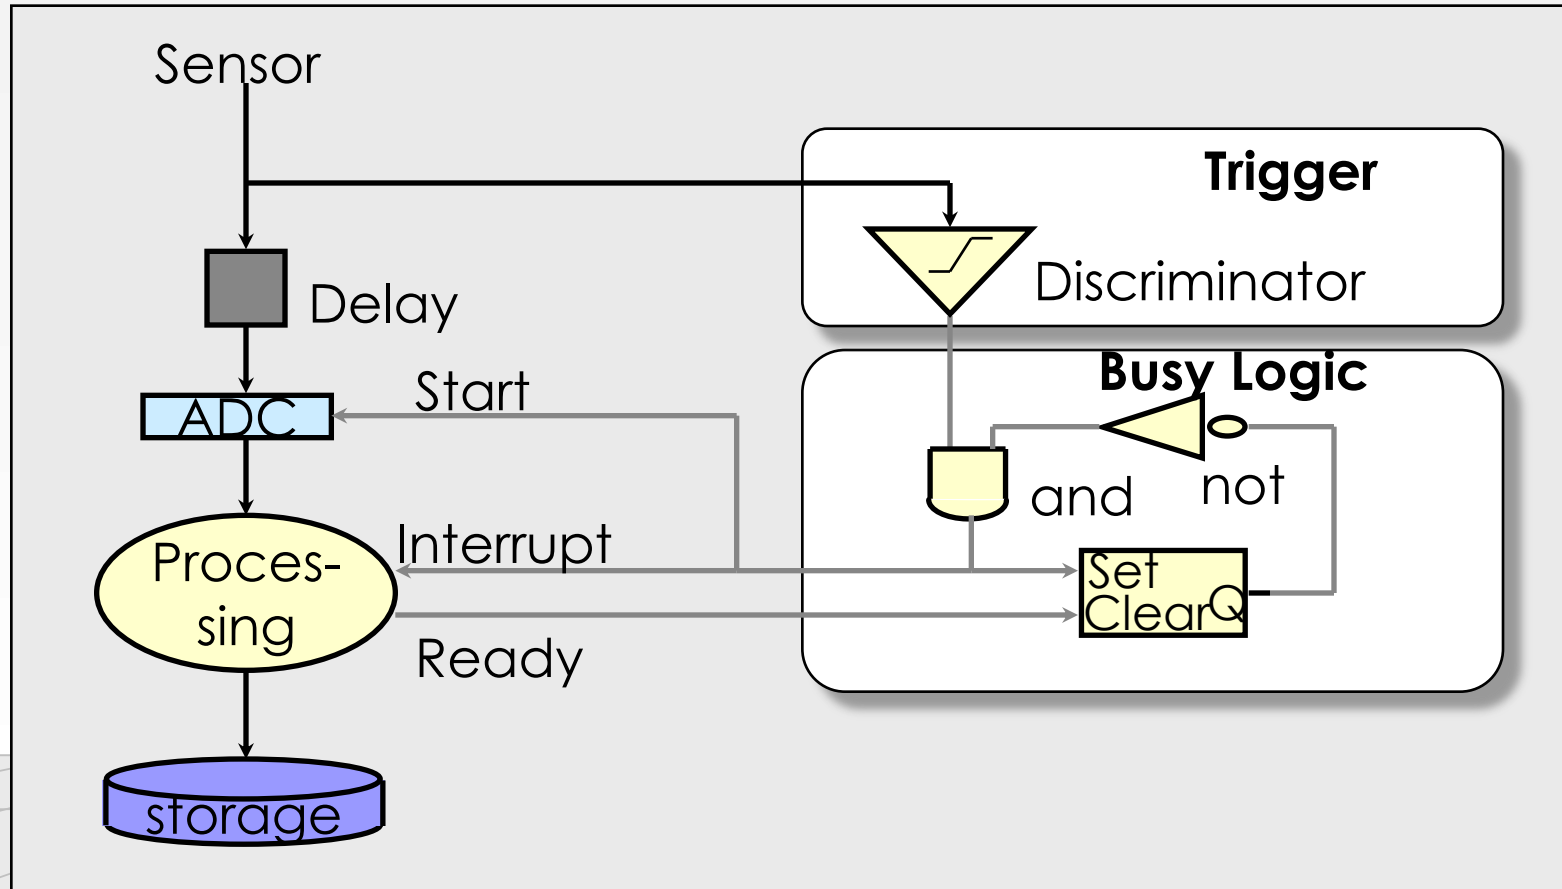 Sensor
Trigger
Discriminator
Delay
Busy Logic
Start
ADC
not
and
Interrupt
Proces-
sing
Set
Clear
Q
Ready
storage